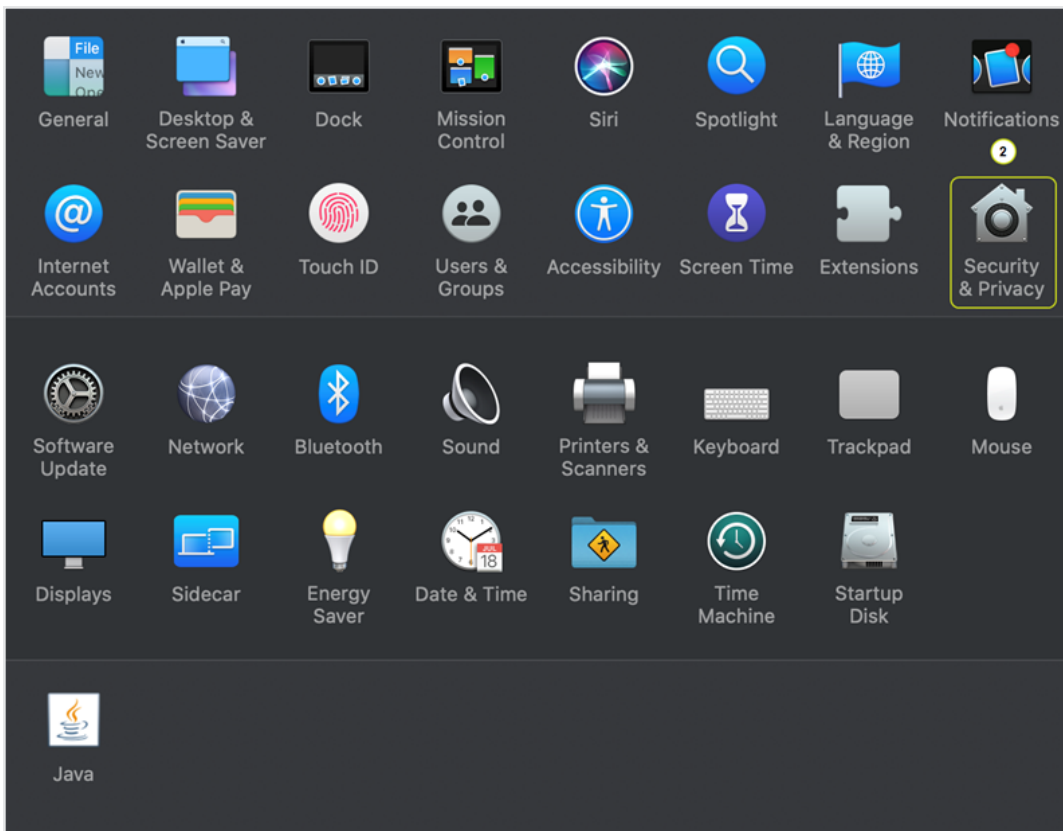 File
New
Ope
General
Desktop &
Screen Saver
Dock
Mission
Control
Siri
Spotlight
Language
& Region
Notifications
2
@
Internet
Accounts
Wallet &
Apple Pay
Touch ID
Users &
Groups
Accessibility
Screen Time
Extensions
Security
& Privacy
Software
Update
Network
Bluetooth
Sound
Printers &
Scanners
Keyboard
Trackpad
Mouse
JUL
18
Displays
Sidecar
Energy
Saver
Date & Time
Sharing
Time
Machine
Startup
Disk
Java